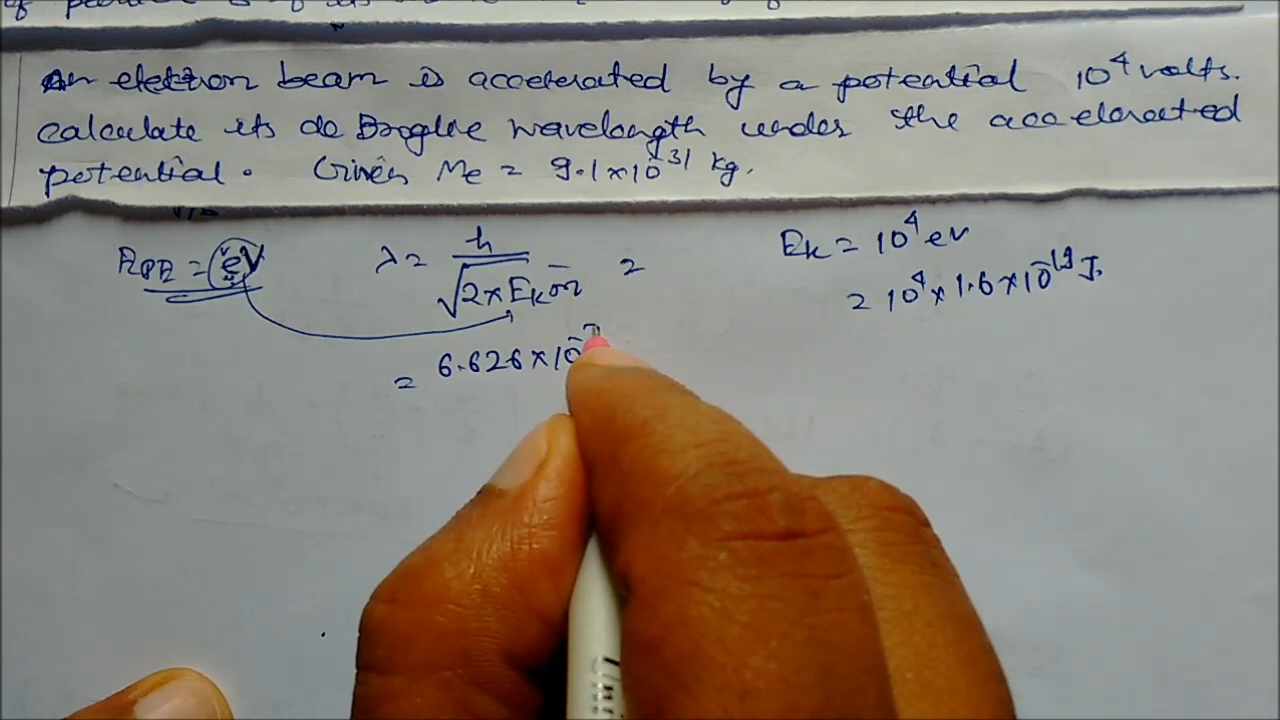 An electron beam is accelerated by a potential 10⁴ volts.
calculate its de Broglie wavelength under the accelerated
potential. Given Me = 9.1×10⁻³¹ kg.
= eV
λ = h / √2×Ek m =
Ek = 10⁴ ev
= 10⁴ × 1.6×10⁻¹⁹ J.
= 6.626×10⁻